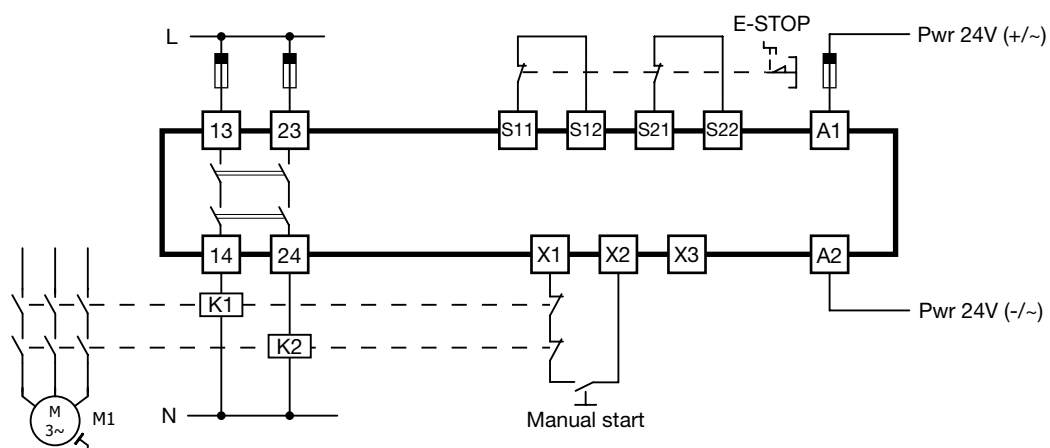 E-STOP
L
Pwr 24V (+/~)
13 23 S11 S12 S21 S22 A1
14 24 X1 X2 X3 A2
K1
Pwr 24V (-/~)
K2
N
Manual start
M
3~
M1